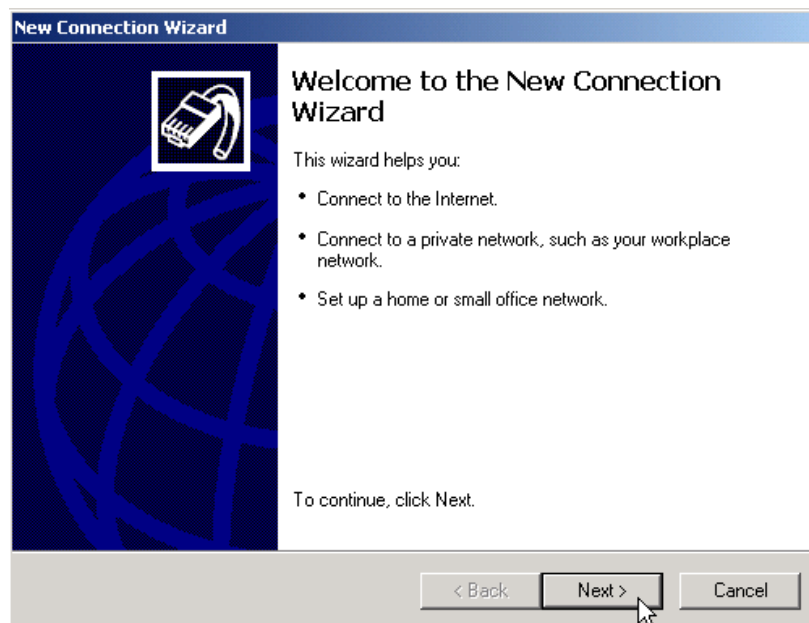 New Connection Wizard
Welcome to the New Connection
Wizard
This wizard helps you:
• Connect to the Internet.
• Connect to a private network, such as your workplace
network.
• Set up a home or small office network.
To continue, click Next.
< Back Next > Cancel